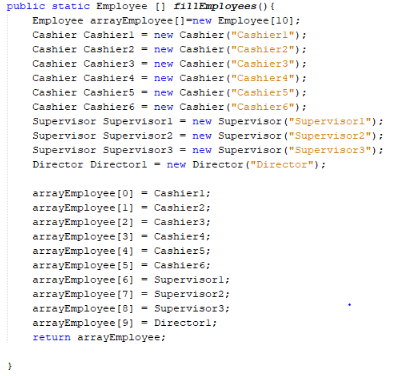 public static Employee [] fillEmployees(){
Employee arrayEmployee[]=new Employee[10];
Cashier Cashier1 = new Cashier("Cashier1");
Cashier Cashier2 = new Cashier("Cashier2");
Cashier Cashier3 = new Cashier("Cashier3");
Cashier Cashier4 = new Cashier("Cashier4");
Cashier Cashier5 = new Cashier("Cashier5");
Cashier Cashier6 = new Cashier("Cashier6");
Supervisor Supervisor1 = new Supervisor("Supervisor1");
Supervisor Supervisor2 = new Supervisor("Supervisor2");
Supervisor Supervisor3 = new Supervisor("Supervisor3");
Director Director1 = new Director("Director");
arrayEmployee[0] = Cashier1;
arrayEmployee[1] = Cashier2;
arrayEmployee[2] = Cashier3;
arrayEmployee[3] = Cashier4;
arrayEmployee[4] = Cashier5;
arrayEmployee[5] = Cashier6;
arrayEmployee[6] = Supervisor1;
arrayEmployee[7] = Supervisor2;
arrayEmployee[8] = Supervisor3;
arrayEmployee[9] = Director1;
return arrayEmployee;
}